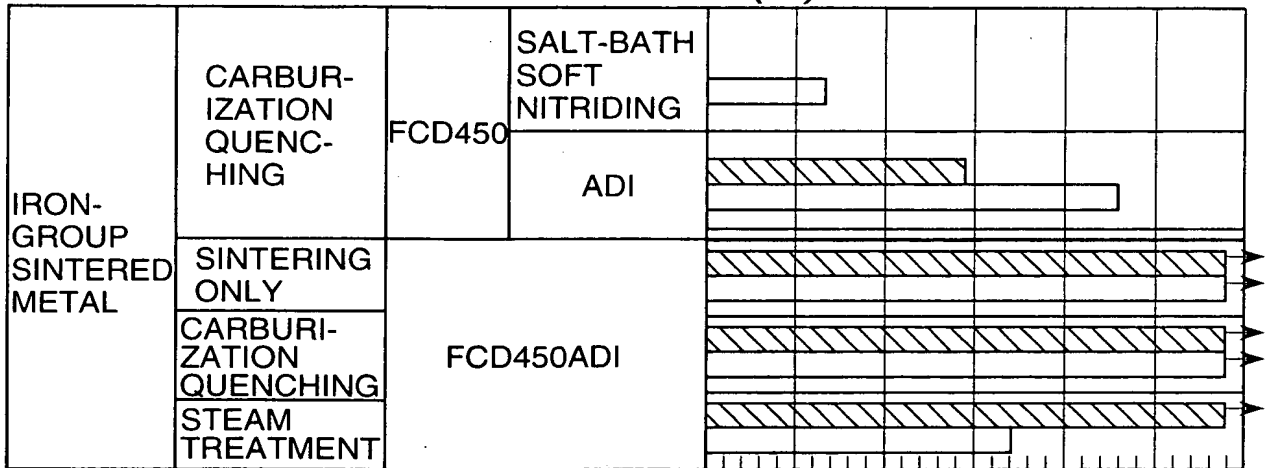 IRON-
GROUP
SINTERED
METAL
CARBUR-
IZATION
QUENC-
HING
FCD450
SALT-BATH
SOFT
NITRIDING
ADI
SINTERING
ONLY
CARBURI-
ZATION
QUENCHING
STEAM
TREATMENT
FCD450ADI